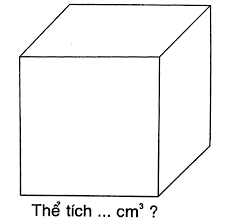 Thể tích ... cm³ ?